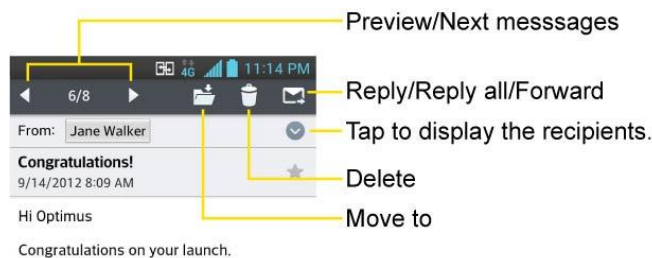 Preview/Next messsages
4G 11:14 PM
6/8
Reply/Reply all/Forward
From: Jane Walker
Tap to display the recipients.
Congratulations!
9/14/2012 8:09 AM
Delete
Hi Optimus
Move to
Congratulations on your launch.